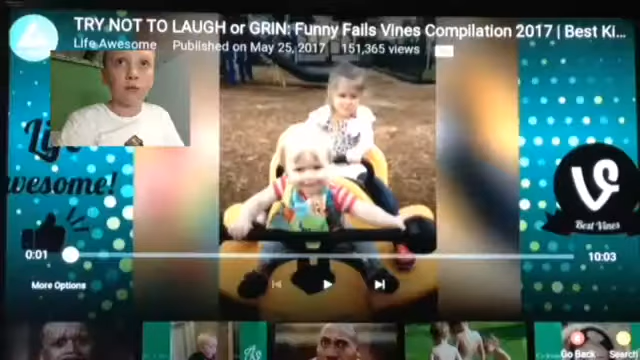 TRY NOT TO LAUGH or GRIN: Funny Fails Vines Compilation 2017 | Best Ki...
Life Awesome Published on May 25, 2017 151,365 views
Life
awesome!
Best Vines
0:01
10:03
More Options
Go Back Search